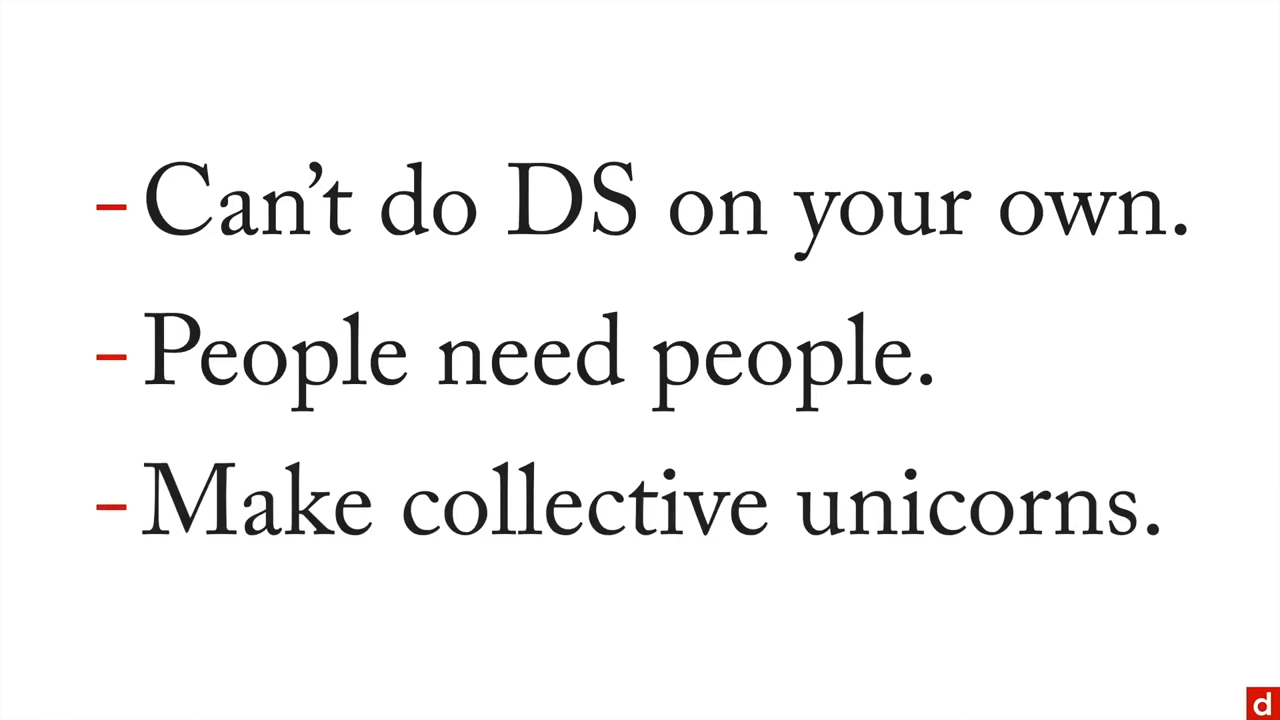 - Can’t do DS on your own.
- People need people.
- Make collective unicorns.
d